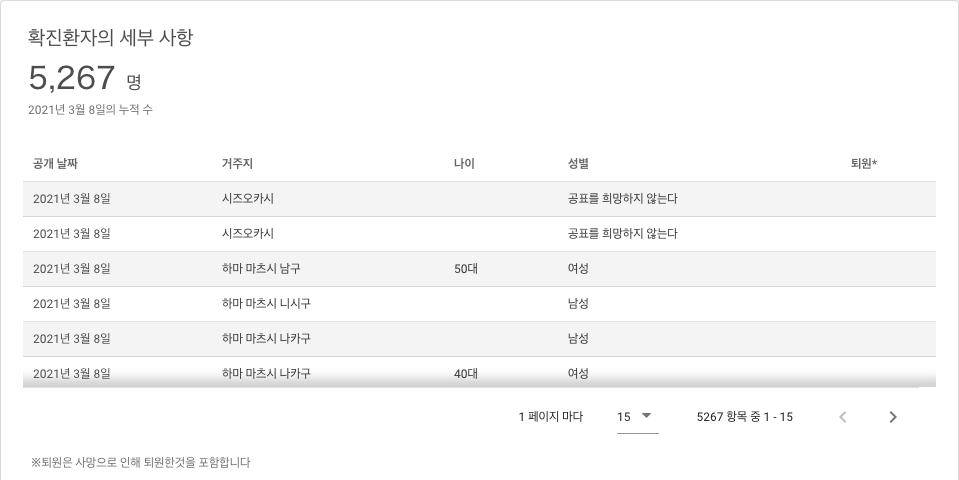 확진환자의 세부 사항
5,267 명
2021년 3월 8일의 누적 수
공개 날짜 거주지 나이 성별 퇴원*
2021년 3월 8일 시즈오카시 공표를 희망하지 않는다
2021년 3월 8일 시즈오카시 공표를 희망하지 않는다
2021년 3월 8일 하마 마츠시 남구 50대 여성
2021년 3월 8일 하마 마츠시 니시구 남성
2021년 3월 8일 하마 마츠시 나카구 남성
2021년 3월 8일 하마 마츠시 나카구 40대 여성
1 페이지 마다 15 5267 항목 중 1 - 15
※퇴원은 사망으로 인해 퇴원한것을 포함합니다